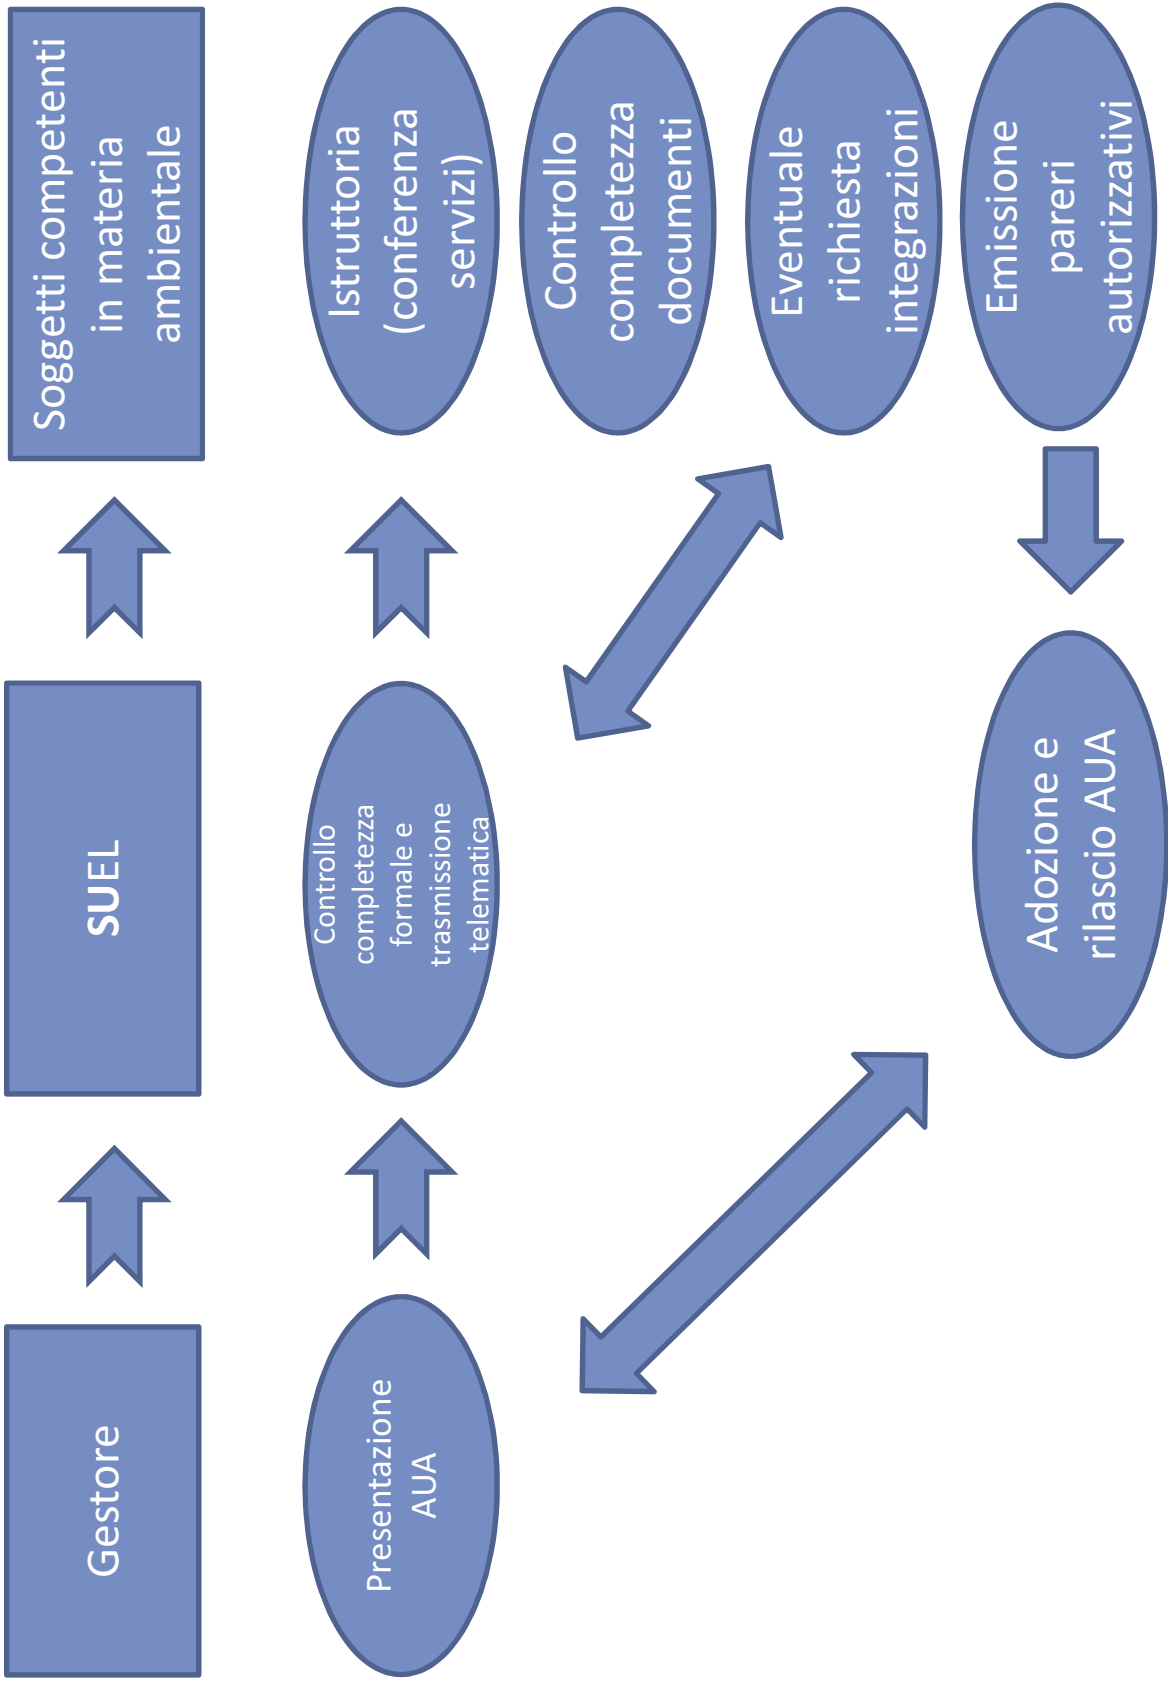 Gestore
SUEL
Soggetti competenti
in materia
ambientale
Presentazione
AUA
Controllo
completezza
formale e
trasmissione
telematica
Istruttoria
(conferenza
servizi)
Controllo
completezza
documenti
Eventuale
richiesta
integrazioni
Adozione e
rilascio AUA
Emissione
pareri
autorizzativi